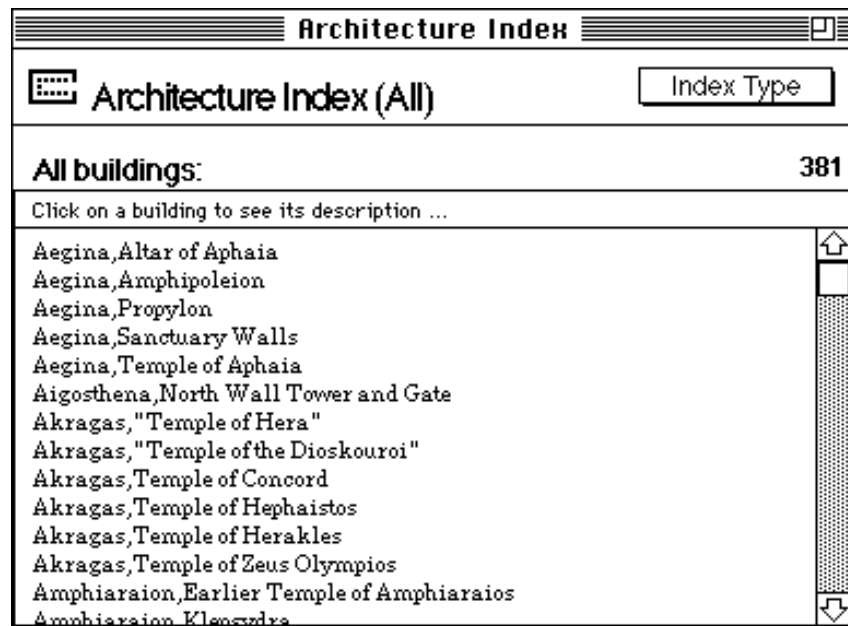 Architecture Index
Architecture Index (All)
Index Type
All buildings:
381
Click on a building to see its description ...
Aegina,Altar of Aphaia
Aegina,Amphipoleion
Aegina,Propylon
Aegina,Sanctuary Walls
Aegina,Temple of Aphaia
Aigosthena,North Wall Tower and Gate
Akragas,"Temple of Hera"
Akragas,"Temple of the Dioskouroi"
Akragas,Temple of Concord
Akragas,Temple of Hephaistos
Akragas,Temple of Herakles
Akragas,Temple of Zeus Olympios
Amphiaraion,Earlier Temple of Amphiaraios
Amphiaraion,Klepsydra